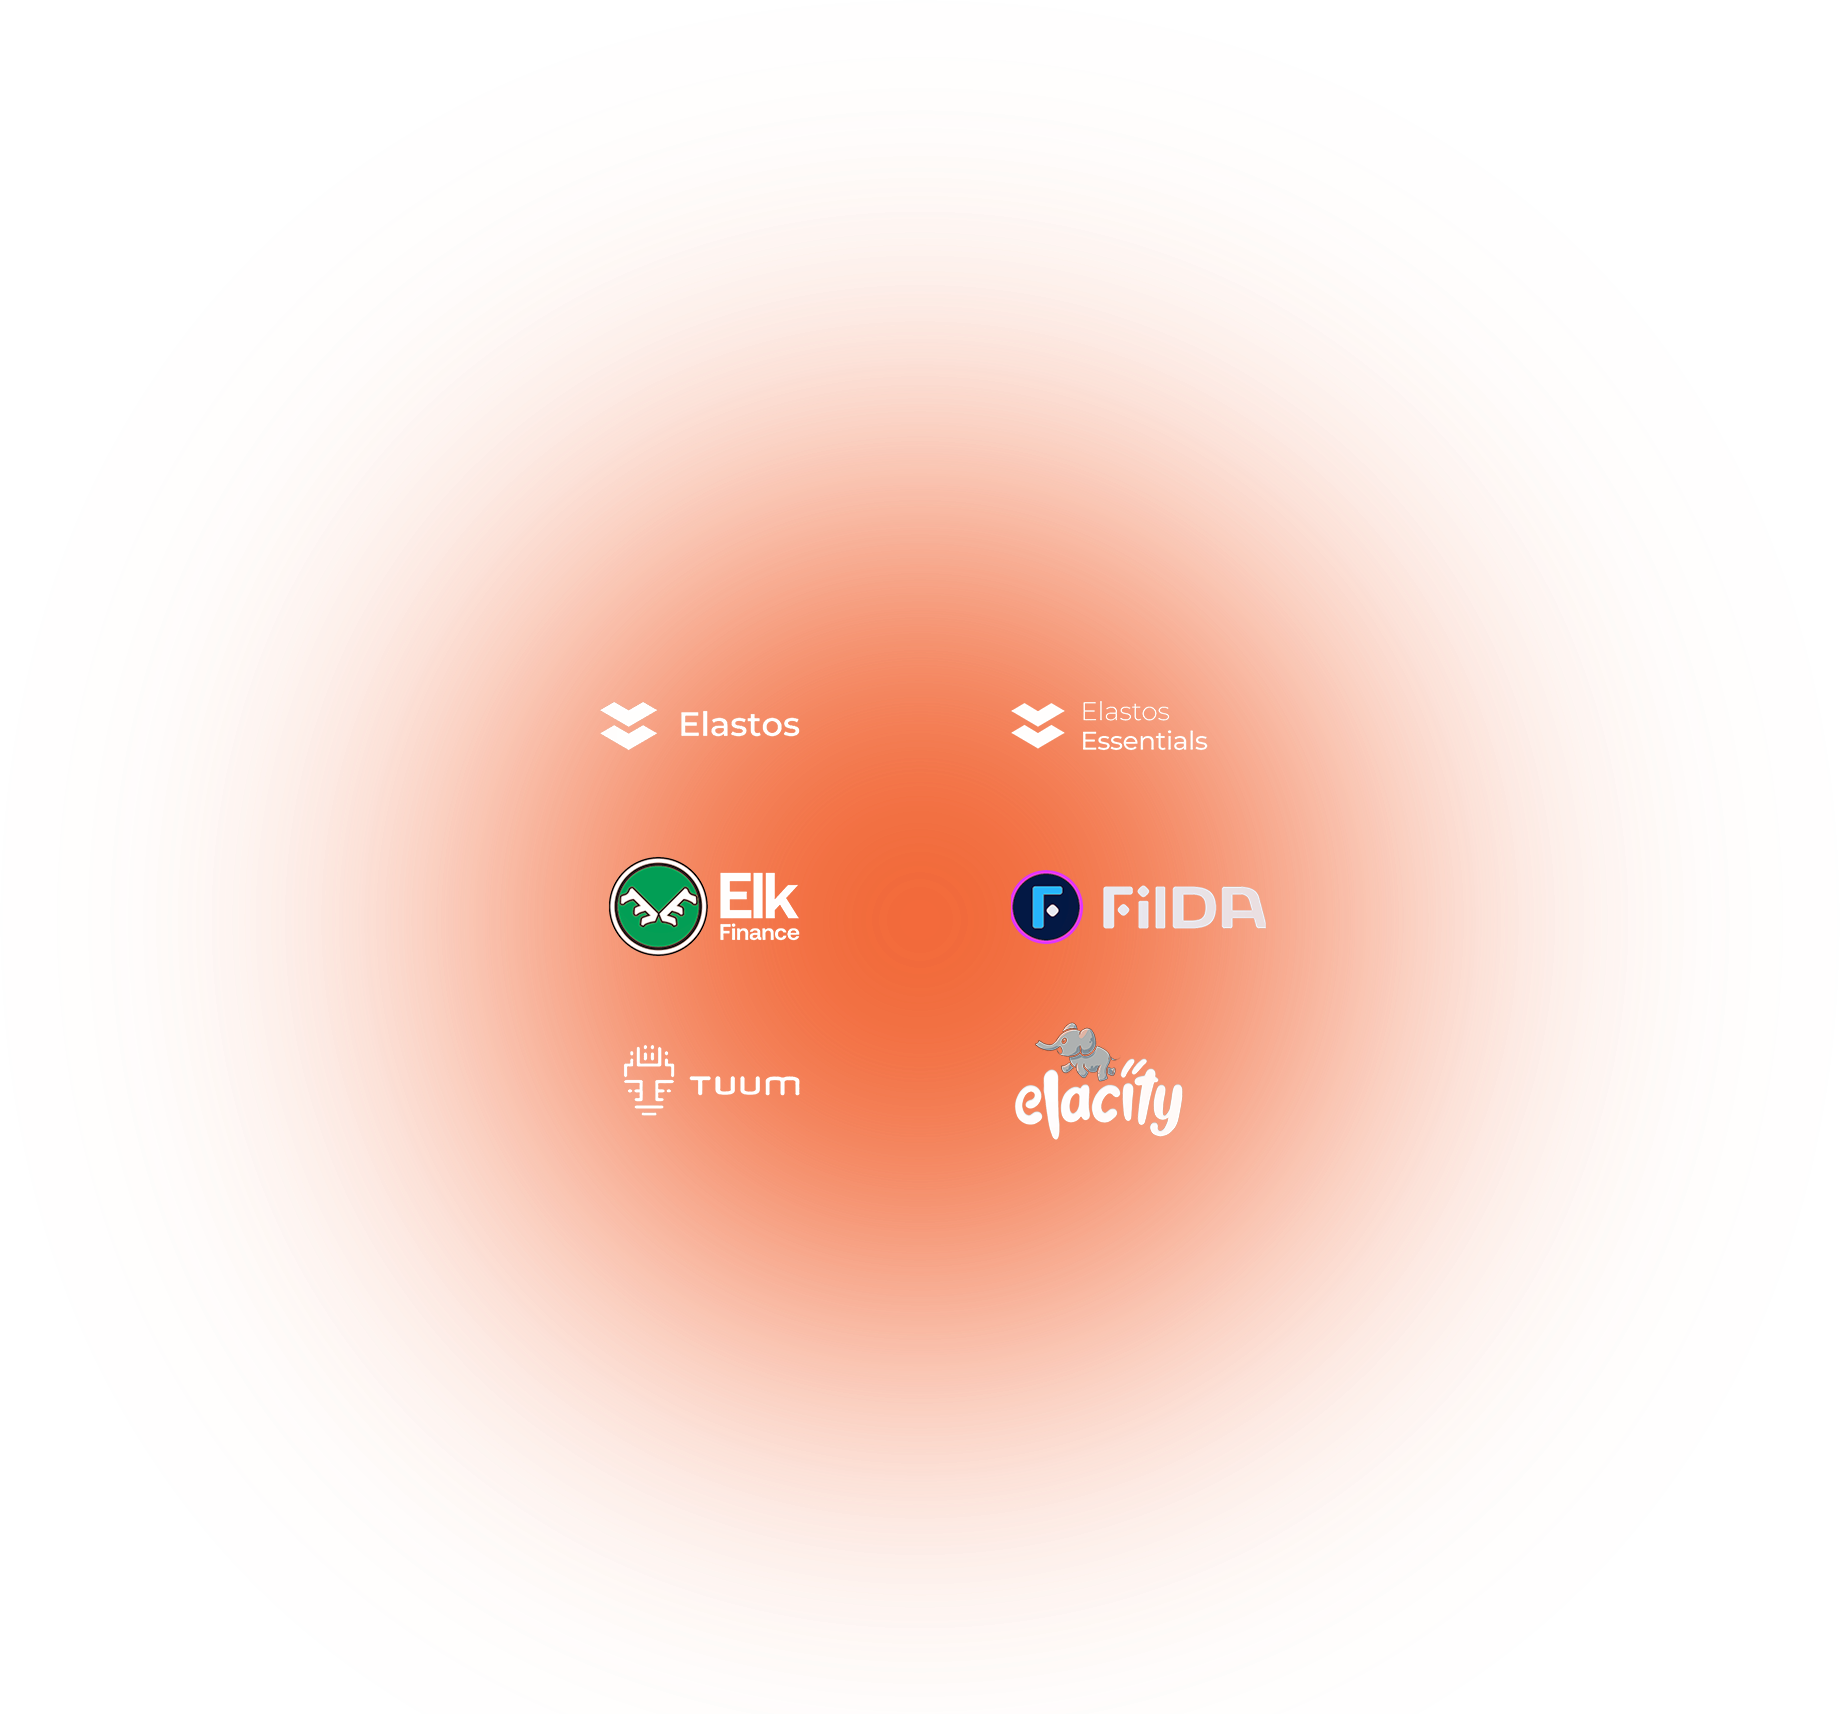 Elastos
Elastos
Essentials
Elk
Finance
F
FilDA
TUUM
elacity